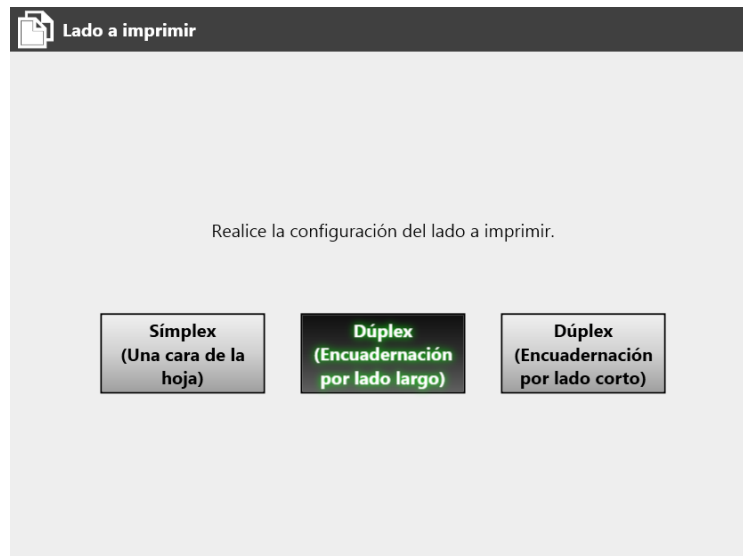 Lado a imprimir
Realice la configuración del lado a imprimir.
Símplex
(Una cara de la
hoja)
Dúplex
(Encuadernación
por lado largo)
Dúplex
(Encuadernación
por lado corto)